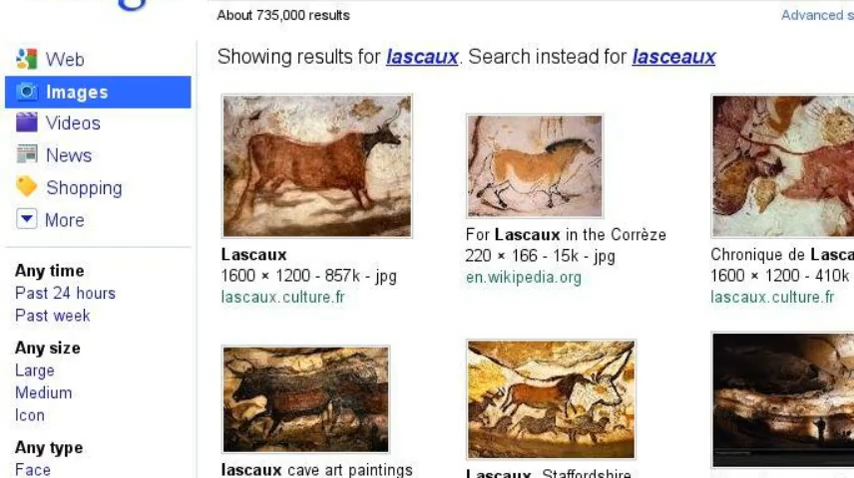 About 735,000 results
Advanced s
Web
Images
Videos
News
Shopping
More
Any time
Past 24 hours
Past week
Any size
Large
Medium
Icon
Any type
Face
Showing results for lascaux. Search instead for lasceaux
Lascaux
1600 × 1200 - 857k - jpg
lascaux.culture.fr
For Lascaux in the Corrèze
220 × 166 - 15k - jpg
en.wikipedia.org
Chronique de Lasca
1600 × 1200 - 410k
lascaux.culture.fr
lascaux cave art paintings
Lascaux, Staffordshire